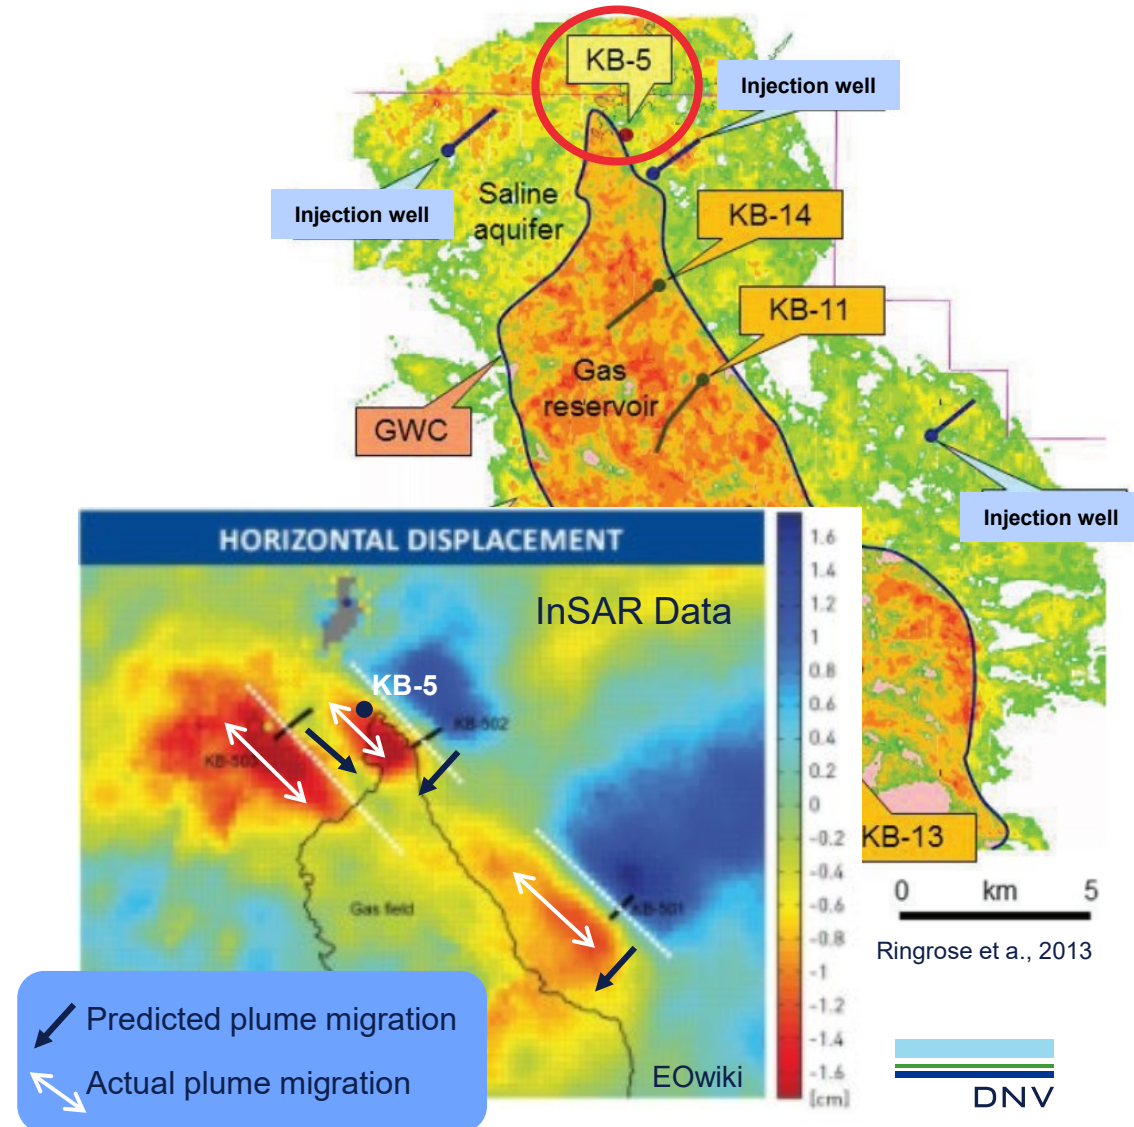 KB-5
Injection well
Injection well
Saline
aquifer
KB-14
KB-11
Gas
reservoir
GWC
Injection well
HORIZONTAL DISPLACEMENT
InSAR Data
1.6
1.4
1.2
1
0.8
0.6
0.4
0.2
0
-0.2
-0.4
-0.6
-0.8
-1
-1.2
-1.4
-1.6
[cm]
KB-5
KB-502
KB-503
KB-501
Gas field
KB-13
0 km 5
Ringrose et a., 2013
Predicted plume migration
Actual plume migration
EOwiki
DNV